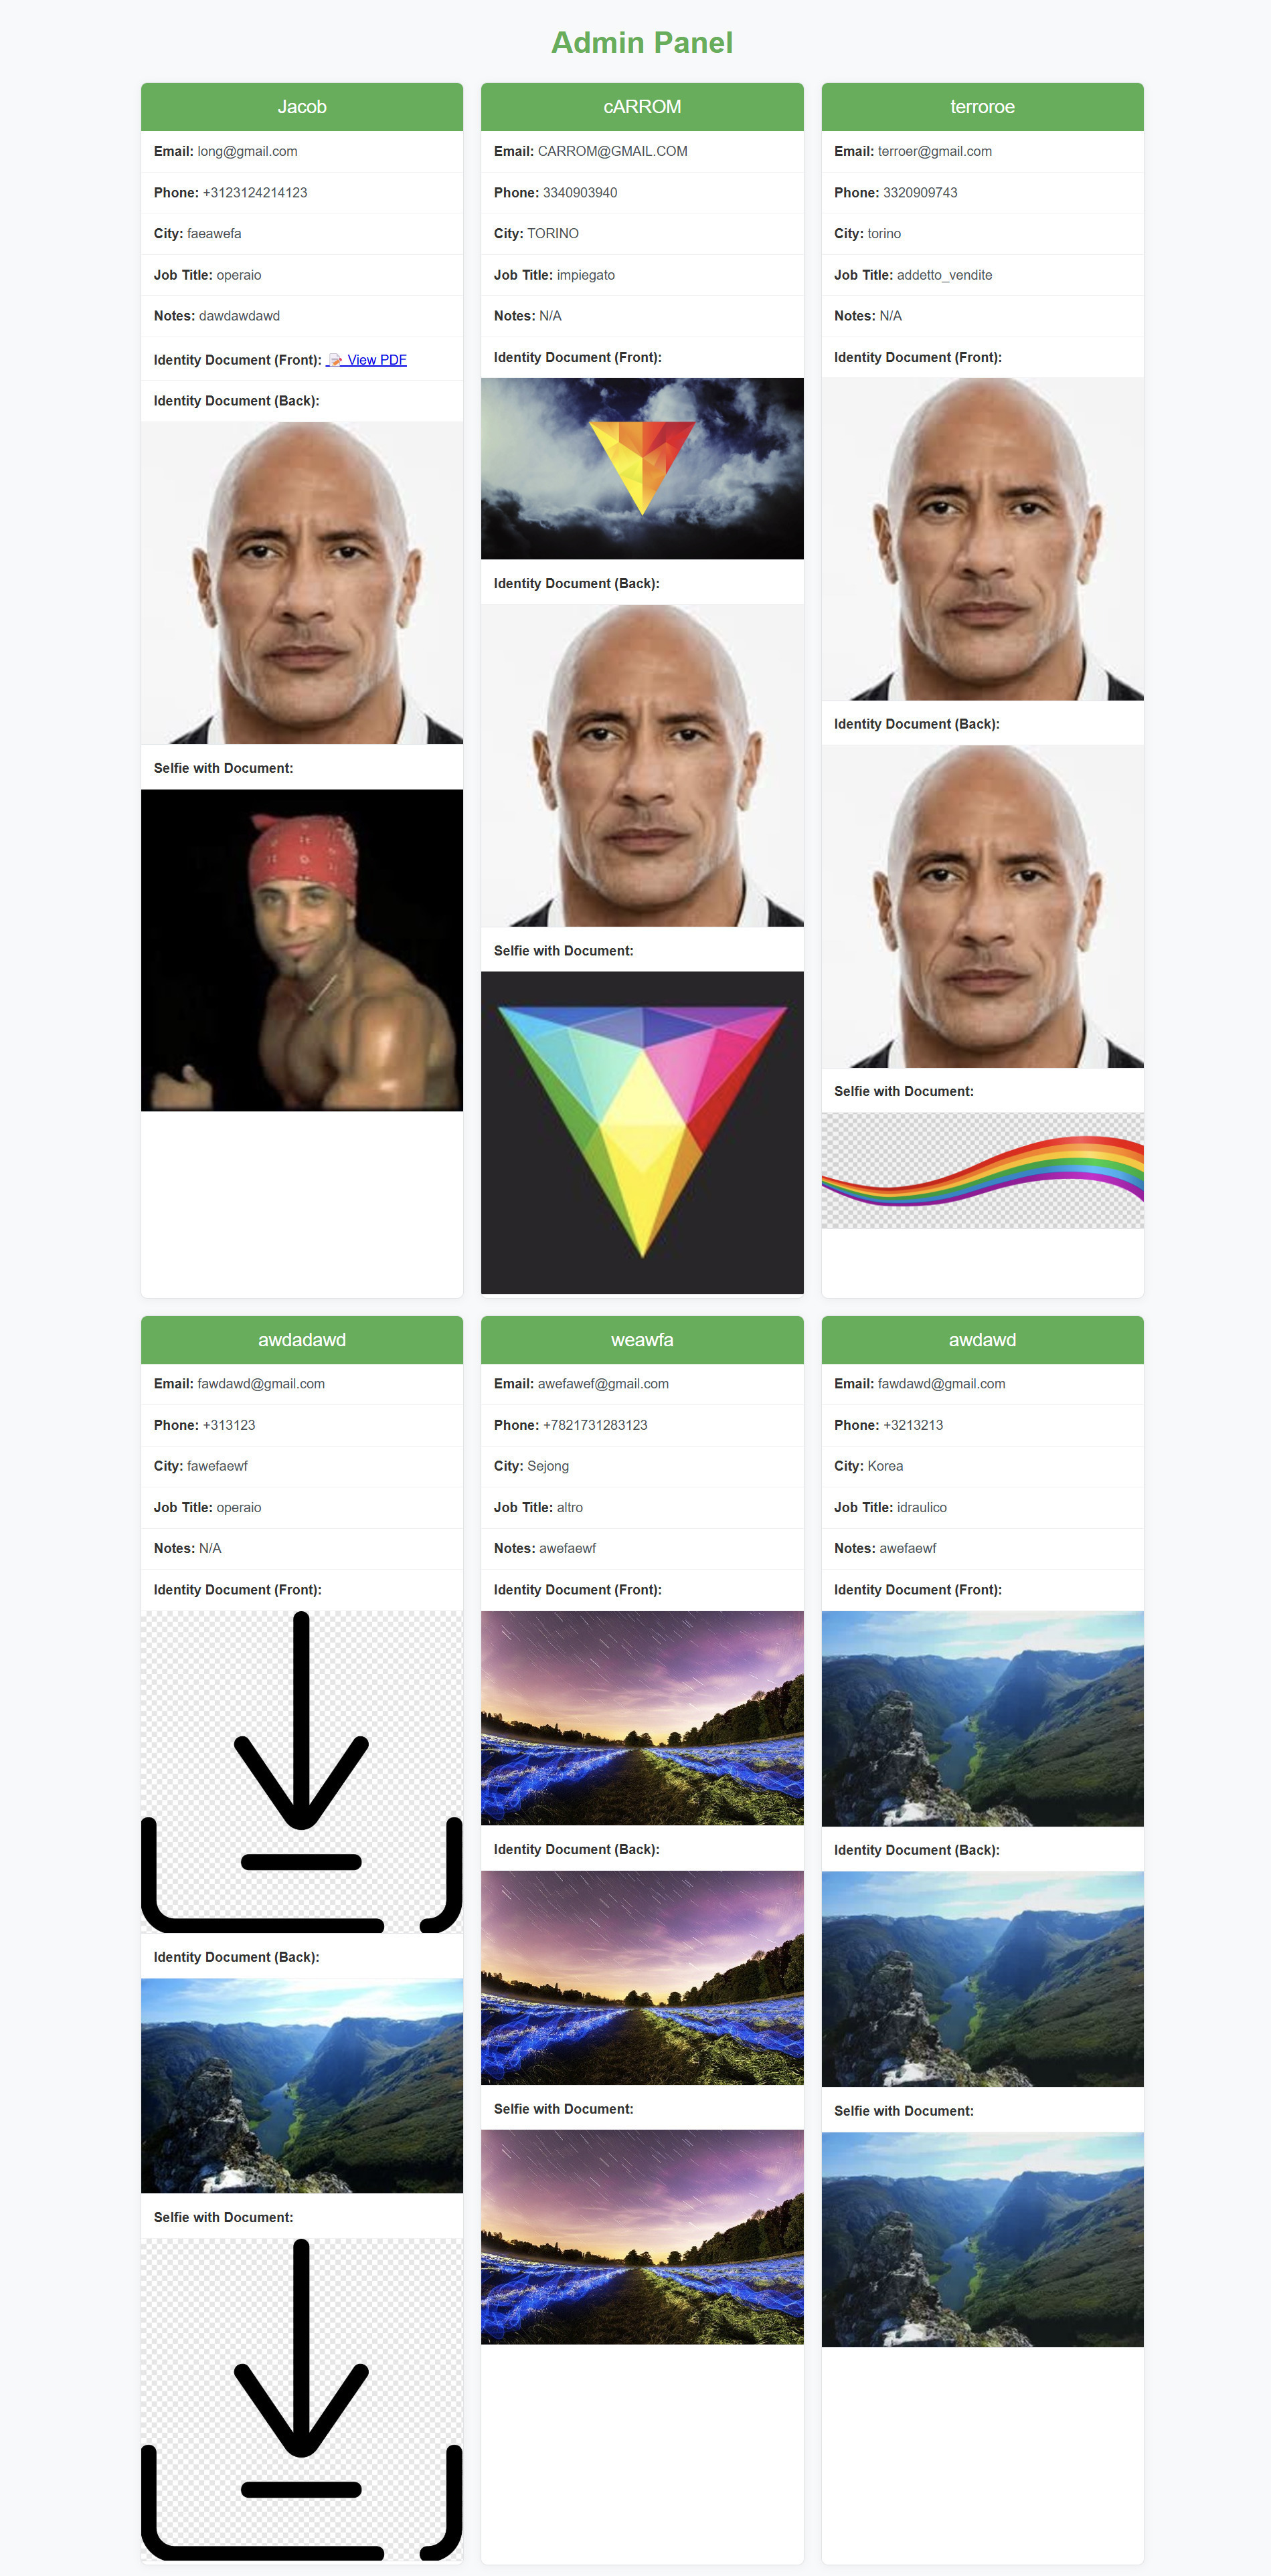 Admin Panel
Jacob
Email: long@gmail.com
Phone: +3123124214123
City: faeawefa
Job Title: operaio
Notes: dawdawdawd
Identity Document (Front): 📝 View PDF
Identity Document (Back):
Selfie with Document:
cARROM
Email: CARROM@GMAIL.COM
Phone: 3340903940
City: TORINO
Job Title: impiegato
Notes: N/A
Identity Document (Front):
Identity Document (Back):
Selfie with Document:
terroroe
Email: terroer@gmail.com
Phone: 3320909743
City: torino
Job Title: addetto_vendite
Notes: N/A
Identity Document (Front):
Identity Document (Back):
Selfie with Document:
awdadawd
Email: fawdawd@gmail.com
Phone: +313123
City: fawefaewf
Job Title: operaio
Notes: N/A
Identity Document (Front):
Identity Document (Back):
Selfie with Document:
weawfa
Email: awefawef@gmail.com
Phone: +7821731283123
City: Sejong
Job Title: altro
Notes: awefaewf
Identity Document (Front):
Identity Document (Back):
Selfie with Document:
awdawd
Email: fawdawd@gmail.com
Phone: +3213213
City: Korea
Job Title: idraulico
Notes: awefaewf
Identity Document (Front):
Identity Document (Back):
Selfie with Document: